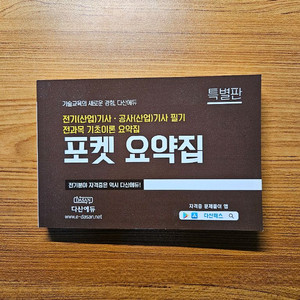 기술교육의 새로운 경험, 다산에듀
특별판
전기(산업)기사 · 공사(산업)기사 필기
전과목 기초이론 요약집
포켓 요약집
전기분야 자격증은 역시 다산에듀!
다산에듀
www.e-dasan.net
자격증 문제풀이 앱
다산패스